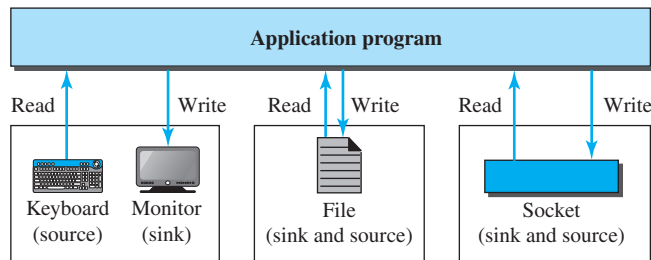 Application program
Read Write Read Write Read Write
Keyboard Monitor File Socket
(source) (sink) (sink and source) (sink and source)